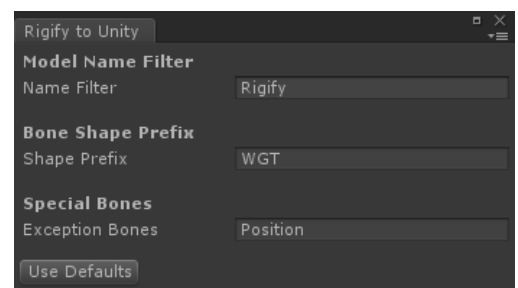 Rigify to Unity
Model Name Filter
Name Filter Rigify
Bone Shape Prefix
Shape Prefix WGT
Special Bones
Exception Bones Position
Use Defaults